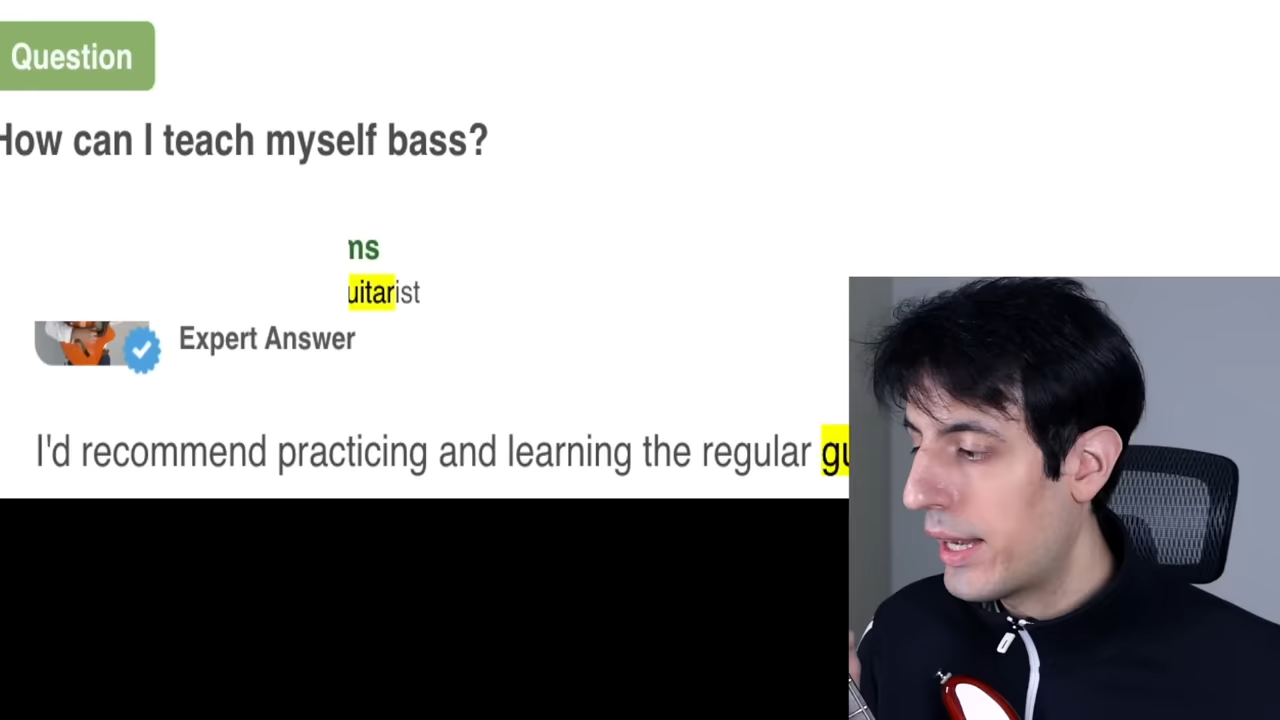 Question
How can I teach myself bass?
ns
uitarist
Expert Answer
I'd recommend practicing and learning the regular gu